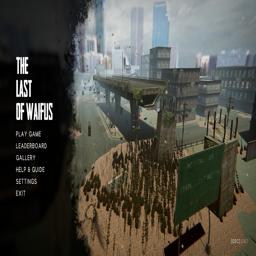 THE
LAST
OF WAIFUS
PLAY GAME
LEADERBOARD
GALLERY
HELP & GUIDE
SETTINGS
EXIT